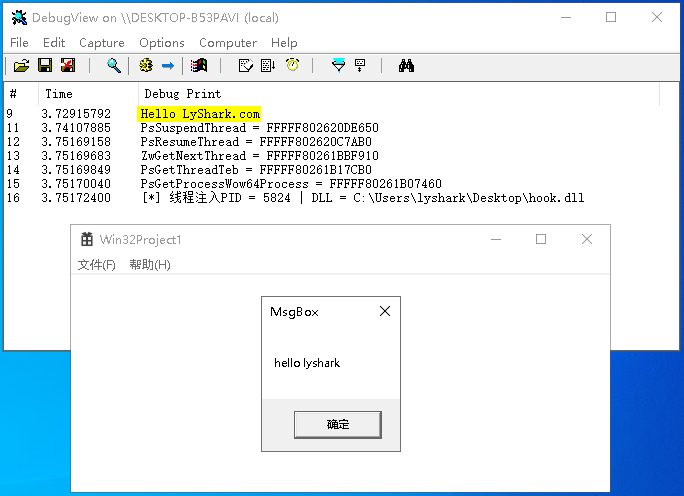 DebugView on \\DESKTOP-B53PAVI (local)
File Edit Capture Options Computer Help
# Time Debug Print
9 3.72915792 Hello LyShark.com
11 3.74107885 PsSuspendThread = FFFFF802620DE650
12 3.75169158 PsResumeThread = FFFFF802620C7AB0
13 3.75169683 ZwGetNextThread = FFFFF80261BBF910
14 3.75169849 PsGetThreadTeb = FFFFF80261B17CB0
15 3.75170040 PsGetProcessWow64Process = FFFFF80261B07460
16 3.75172400 [*] 线程注入PID = 5824 | DLL = C:\Users\lyshark\Desktop\hook.dll
Win32Project1
文件(F) 帮助(H)
MsgBox
hello lyshark
确定